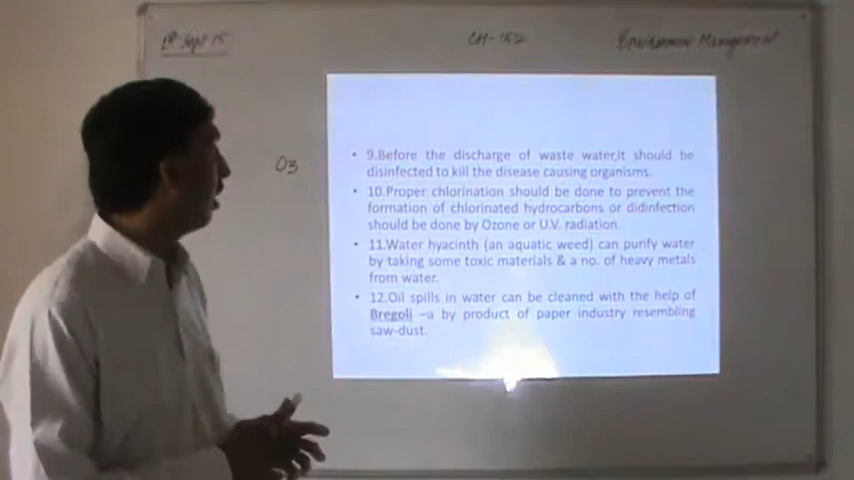 1st Sept 15
CH-152
Environment Management
O3
• 9.Before the discharge of waste water,it should be
disinfected to kill the disease causing organisms.
• 10.Proper chlorination should be done to prevent the
formation of chlorinated hydrocarbons or didinfection
should be done by Ozone or U.V. radiation.
• 11.Water hyacinth (an aquatic weed) can purify water
by taking some toxic materials & a no. of heavy metals
from water.
• 12.Oil spills in water can be cleaned with the help of
Bregoli –a by product of paper industry resembling
saw-dust.